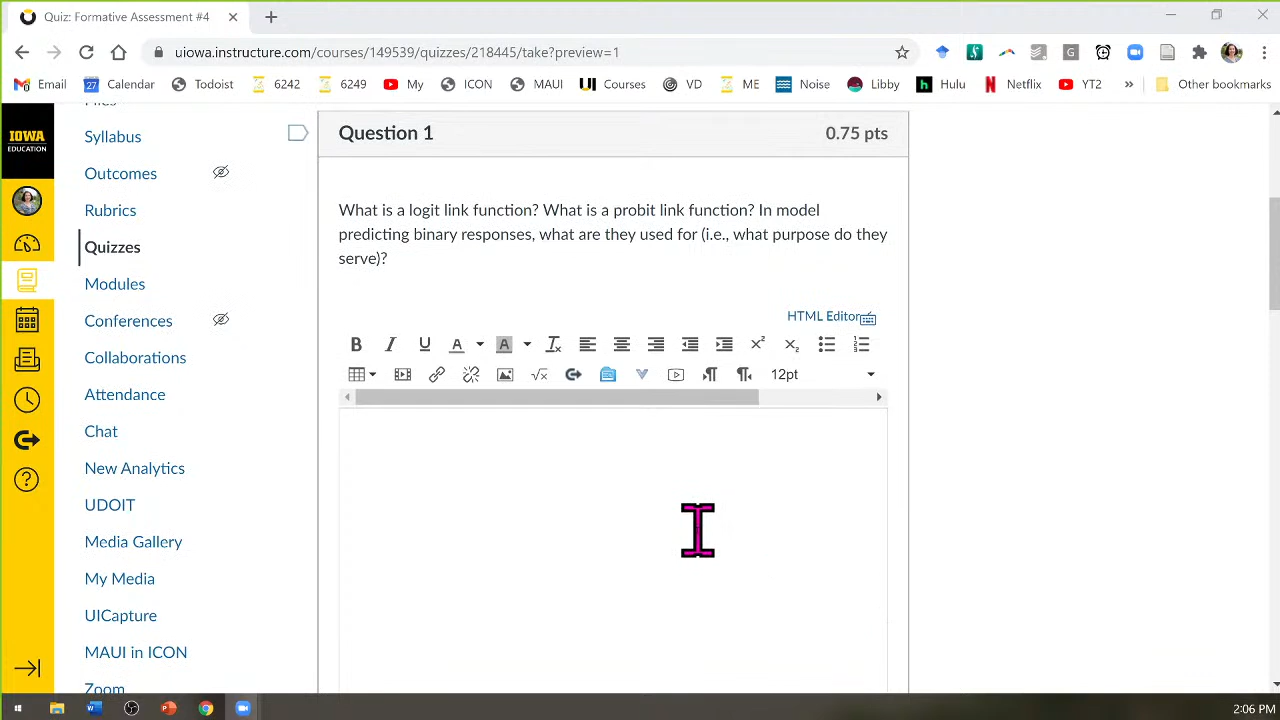 Quiz: Formative Assessment #4
uiowa.instructure.com/courses/149539/quizzes/218445/take?preview=1
Email Calendar Todoist 6242 6249 My ICON MAUI Courses VD ME Noise Libby Hulu Netflix YT2 » Other bookmarks
IOWA
EDUCATION
Syllabus
Outcomes
Rubrics
Quizzes
Modules
Conferences
Collaborations
Attendance
Chat
New Analytics
UDOIT
Media Gallery
My Media
UICapture
MAUI in ICON
Zoom
Question 1 0.75 pts
What is a logit link function? What is a probit link function? In model
predicting binary responses, what are they used for (i.e., what purpose do they
serve)?
HTML Editor
12pt
2:06 PM